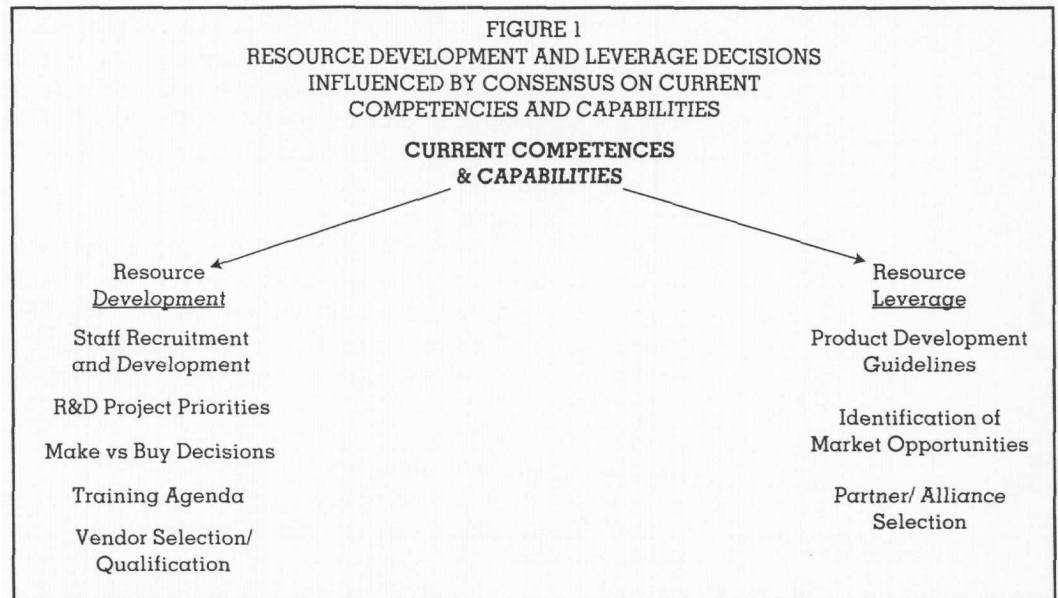 FIGURE 1
RESOURCE DEVELOPMENT AND LEVERAGE DECISIONS
INFLUENCED BY CONSENSUS ON CURRENT
COMPETENCIES AND CAPABILITIES
CURRENT COMPETENCES
& CAPABILITIES
Resource
Development
Staff Recruitment
and Development
R&D Project Priorities
Make vs Buy Decisions
Training Agenda
Vendor Selection/
Qualification
Resource
Leverage
Product Development
Guidelines
Identification of
Market Opportunities
Partner/ Alliance
Selection